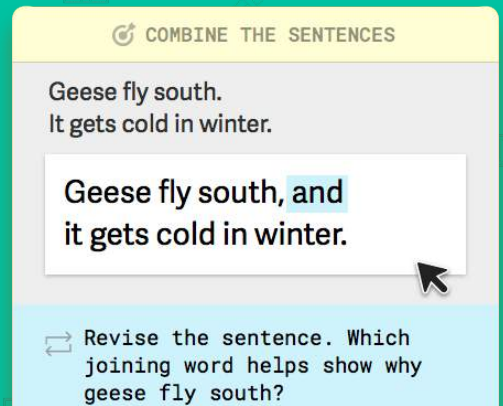 COMBINE THE SENTENCES
Geese fly south.
It gets cold in winter.
Geese fly south, and
it gets cold in winter.
Revise the sentence. Which
joining word helps show why
geese fly south?